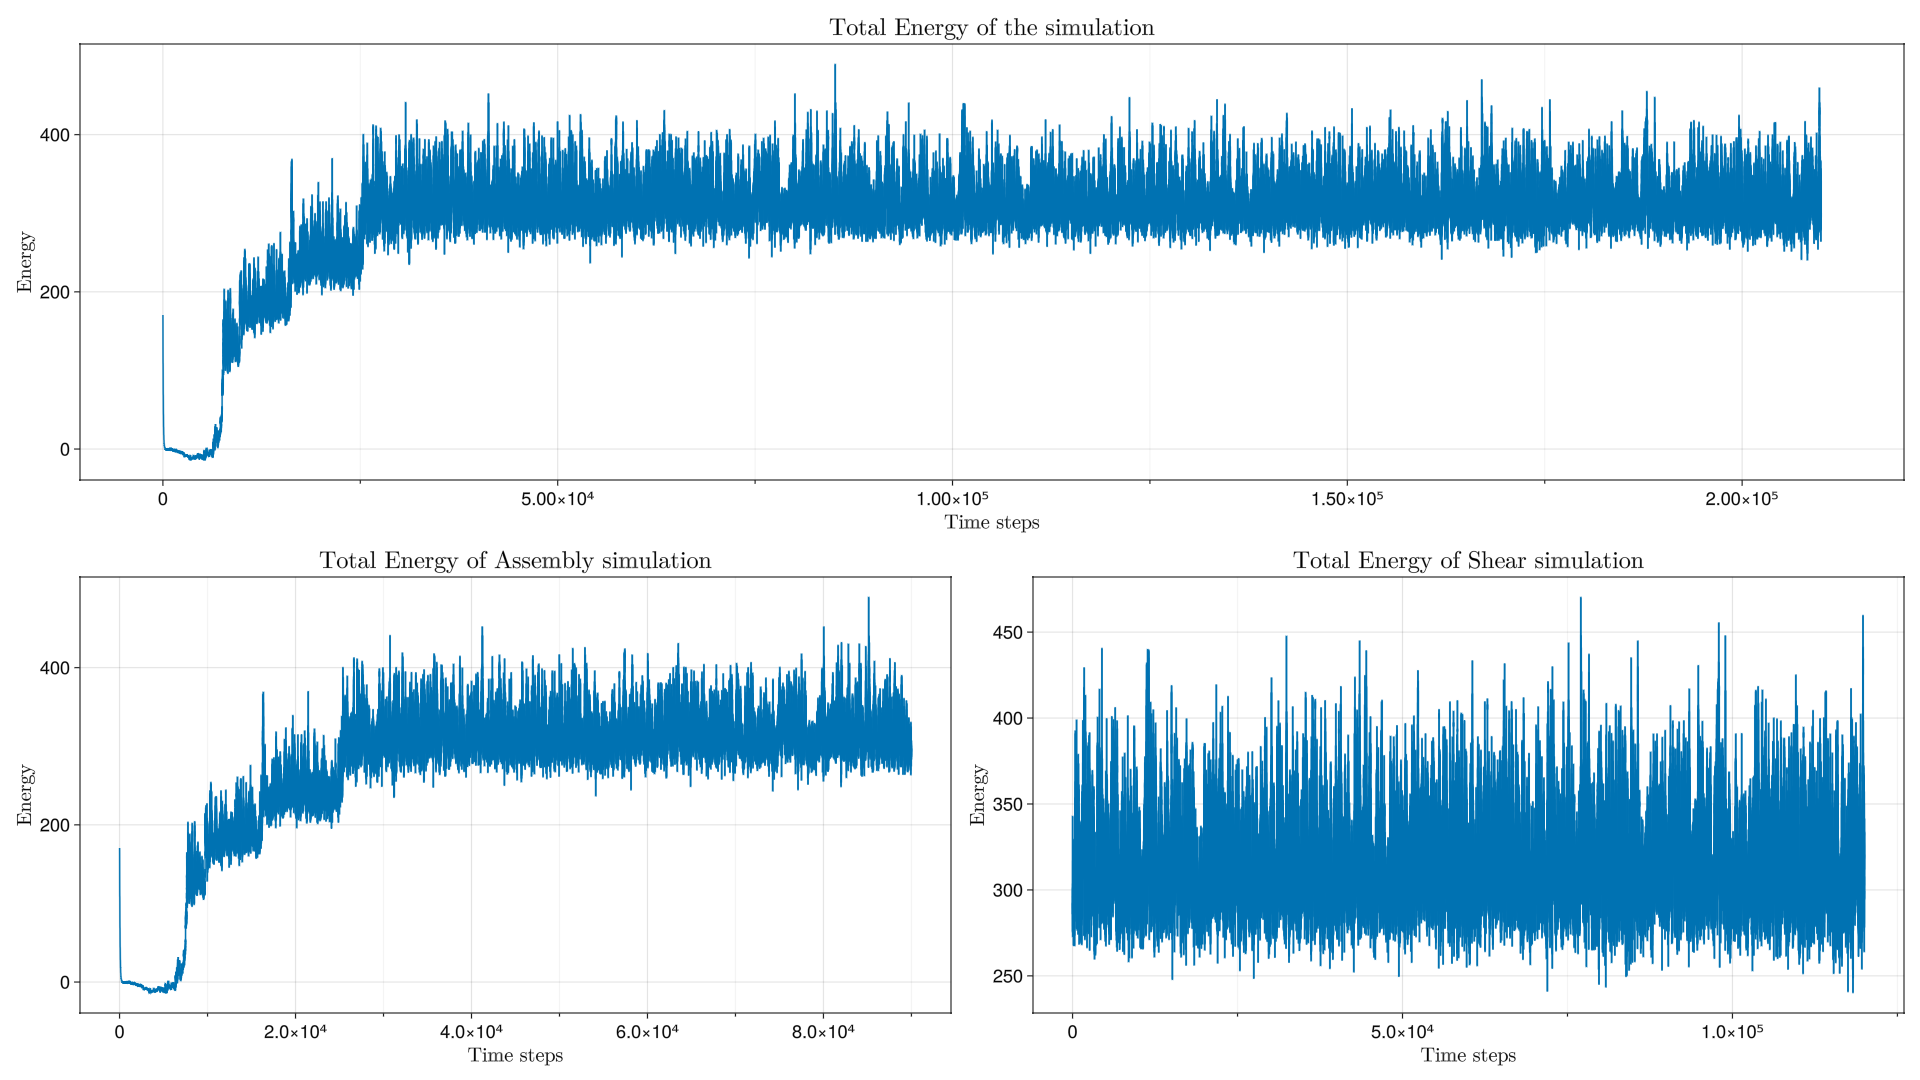 Total Energy of the simulation
Energy
400
200
0
0 5.00×10⁴ 1.00×10⁵ 1.50×10⁵ 2.00×10⁵
Time steps
Total Energy of Assembly simulation
Energy
400
200
0
0 2.0×10⁴ 4.0×10⁴ 6.0×10⁴ 8.0×10⁴
Time steps
Total Energy of Shear simulation
Energy
450
400
350
300
250
0 5.0×10⁴ 1.0×10⁵
Time steps